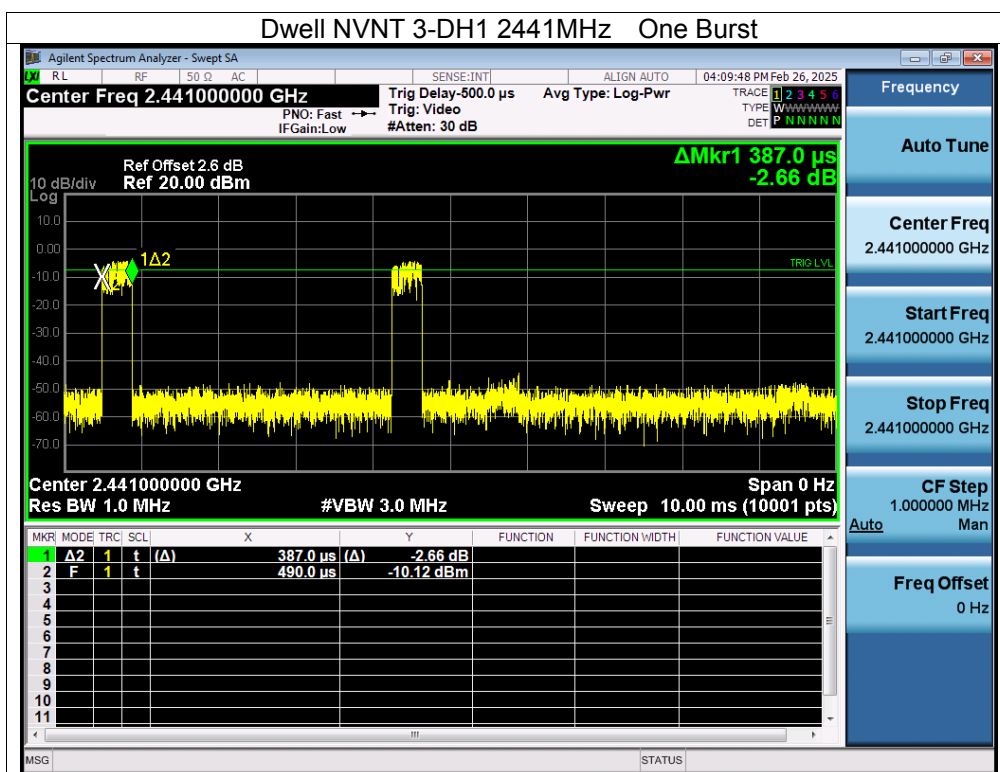 Dwell NVNT 3-DH1 2441MHz One Burst
Agilent Spectrum Analyzer - Swept SA
LXI RL RF 50 Ω AC SENSE:INT ALIGN AUTO 04:09:48 PM Feb 26, 2025
Center Freq 2.441000000 GHz Trig Delay-500.0 µs Avg Type: Log-Pwr TRACE 1 2 3 4 5 6
PNO: Fast Trig: Video TYPE WWWWWWW
IFGain:Low #Atten: 30 dB DET P N N N N N
Frequency
Auto Tune
Center Freq
2.441000000 GHz
Start Freq
2.441000000 GHz
Stop Freq
2.441000000 GHz
CF Step
1.000000 MHz
Auto Man
Freq Offset
0 Hz
ΔMkr1 387.0 µs
-2.66 dB
Ref Offset 2.6 dB
10 dB/div Ref 20.00 dBm
Log
10.0
0.00
-10.0
-20.0
-30.0
-40.0
-50.0
-60.0
-70.0
1Δ2
2
TRIG LVL
Center 2.441000000 GHz Span 0 Hz
Res BW 1.0 MHz #VBW 3.0 MHz Sweep 10.00 ms (10001 pts)
MKR MODE TRC SCL X Y FUNCTION FUNCTION WIDTH FUNCTION VALUE
1 Δ2 1 t (Δ) 387.0 µs (Δ) -2.66 dB
2 F 1 t 490.0 µs -10.12 dBm
3
4
5
6
7
8
9
10
11
MSG STATUS